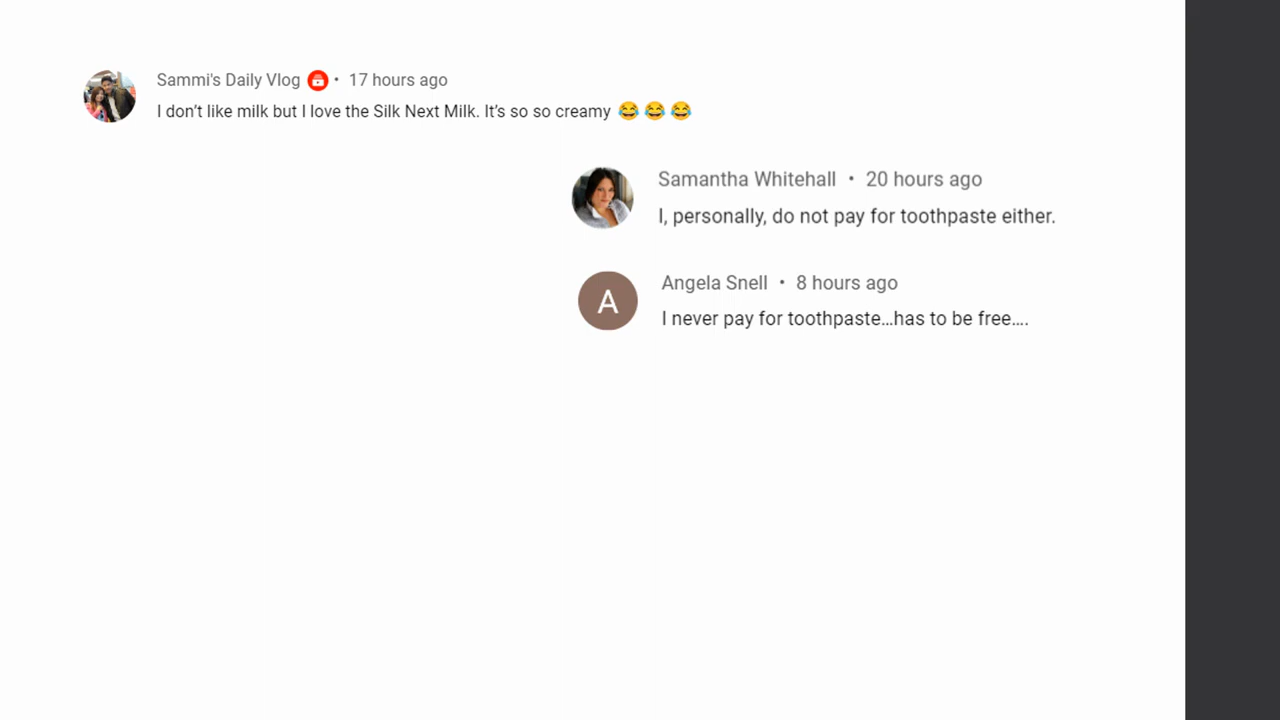 Sammi's Daily Vlog • 17 hours ago
I don’t like milk but I love the Silk Next Milk. It’s so so creamy 😂 😂 😂
Samantha Whitehall • 20 hours ago
I, personally, do not pay for toothpaste either.
A
Angela Snell • 8 hours ago
I never pay for toothpaste…has to be free….